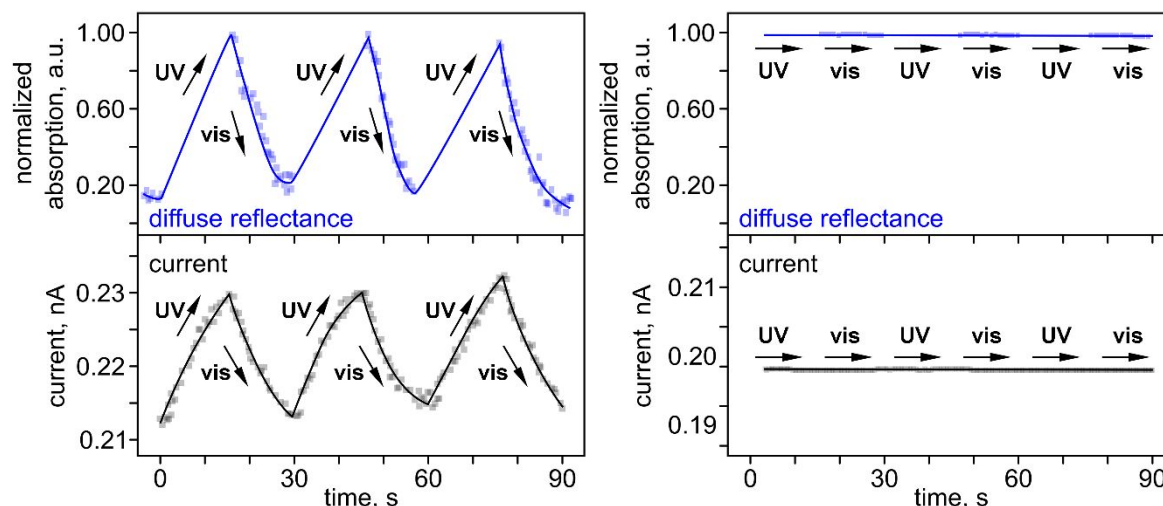 normalized
absorption, a.u.
1.00
0.60
0.20
UV
vis
UV
vis
UV
vis
diffuse reflectance
current
current, nA
0.23
0.22
0.21
UV
vis
UV
vis
UV
vis
0 30 60 90
time, s
normalized
absorption, a.u.
1.00
0.60
0.20
UV vis UV vis UV vis
diffuse reflectance
current
current, nA
0.21
0.20
0.19
UV vis UV vis UV vis
0 30 60 90
time, s